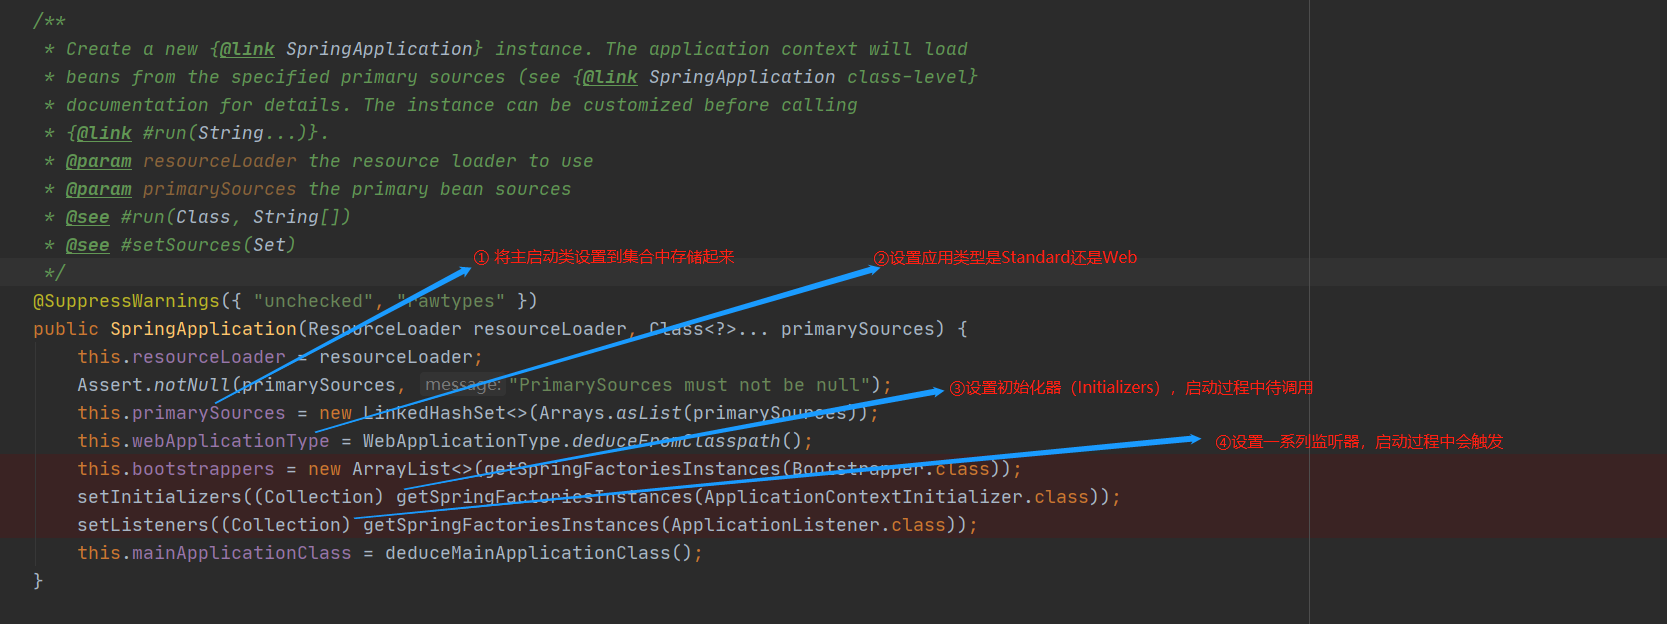 /**
 * Create a new {@link SpringApplication} instance. The application context will load
 * beans from the specified primary sources (see {@link SpringApplication class-level}
 * documentation for details. The instance can be customized before calling
 * {@link #run(String...)}.
 * @param resourceLoader the resource loader to use
 * @param primarySources the primary bean sources
 * @see #run(Class, String[])
 * @see #setSources(Set)
① 将主启动类设置到集合中存储起来
②设置应用类型是Standard还是Web
 */
@SuppressWarnings({ "unchecked", "rawtypes" })
public SpringApplication(ResourceLoader resourceLoader, Class<?>... primarySources) {
    this.resourceLoader = resourceLoader;
    Assert.notNull(primarySources, message: "PrimarySources must not be null");
③设置初始化器（Initializers），启动过程中待调用
    this.primarySources = new LinkedHashSet<>(Arrays.asList(primarySources));
    this.webApplicationType = WebApplicationType.deduceFromClasspath();
④设置一系列监听器，启动过程中会触发
    this.bootstrappers = new ArrayList<>(getSpringFactoriesInstances(Bootstrapper.class));
    setInitializers((Collection) getSpringFactoriesInstances(ApplicationContextInitializer.class));
    setListeners((Collection) getSpringFactoriesInstances(ApplicationListener.class));
    this.mainApplicationClass = deduceMainApplicationClass();
}